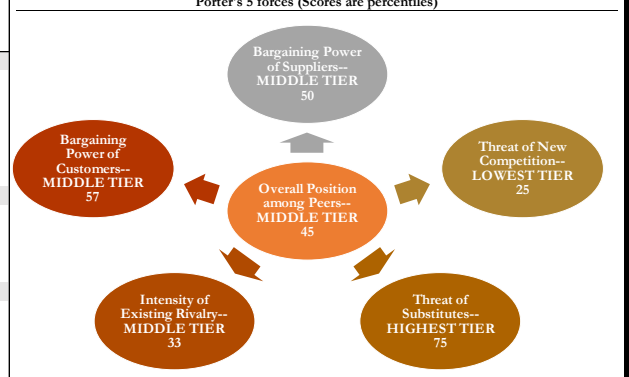 Porter's 5 forces (Scores are percentiles)
Bargaining Power
of Suppliers--
MIDDLE TIER
50
Bargaining
Power of
Customers--
MIDDLE TIER
57
Threat of New
Competition--
LOWEST TIER
25
Overall Position
among Peers--
MIDDLE TIER
45
Intensity of
Existing Rivalry--
MIDDLE TIER
33
Threat of
Substitutes--
HIGHEST TIER
75